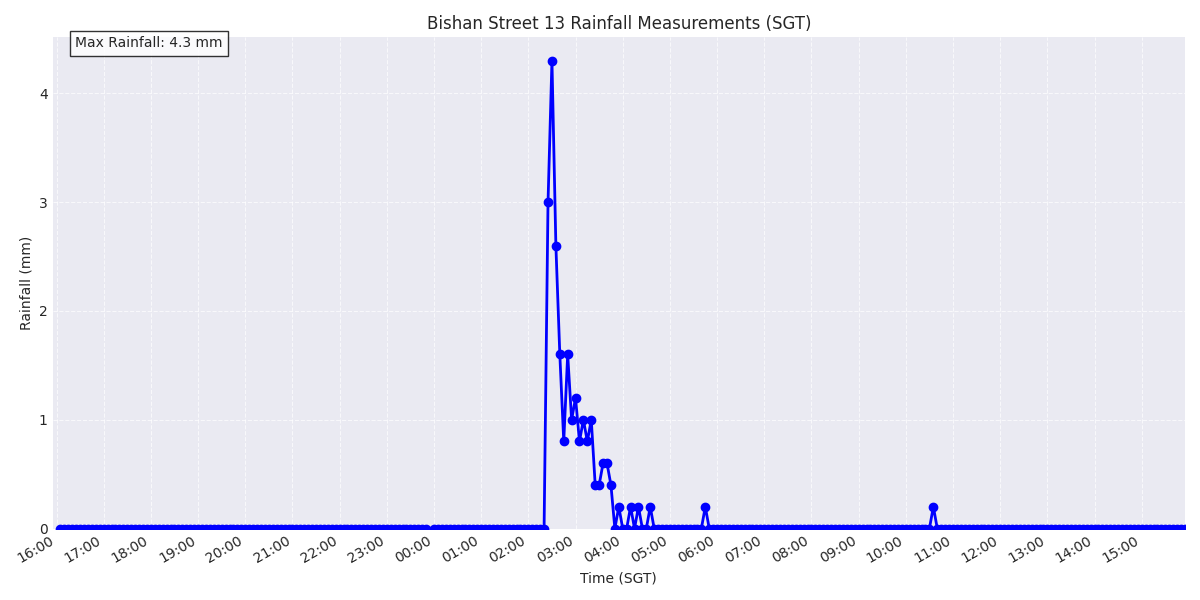 Bishan Street 13 Rainfall Measurements (SGT)
Max Rainfall: 4.3 mm
4
3
2
1
0
Rainfall (mm)
16:00 17:00 18:00 19:00 20:00 21:00 22:00 23:00 00:00 01:00 02:00 03:00 04:00 05:00 06:00 07:00 08:00 09:00 10:00 11:00 12:00 13:00 14:00 15:00
Time (SGT)